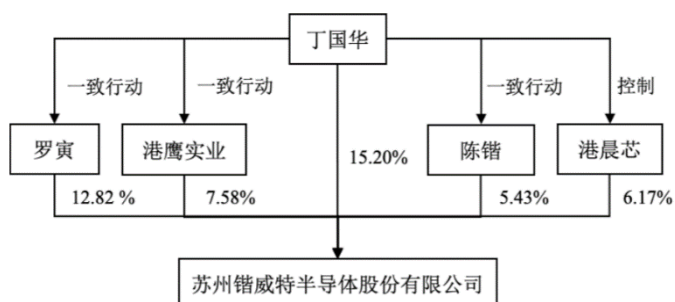 丁国华
一致行动
一致行动
一致行动
控制
罗寅
港鹰实业
15.20%
陈锴
港晨芯
12.82 %
7.58%
5.43%
6.17%
苏州锴威特半导体股份有限公司